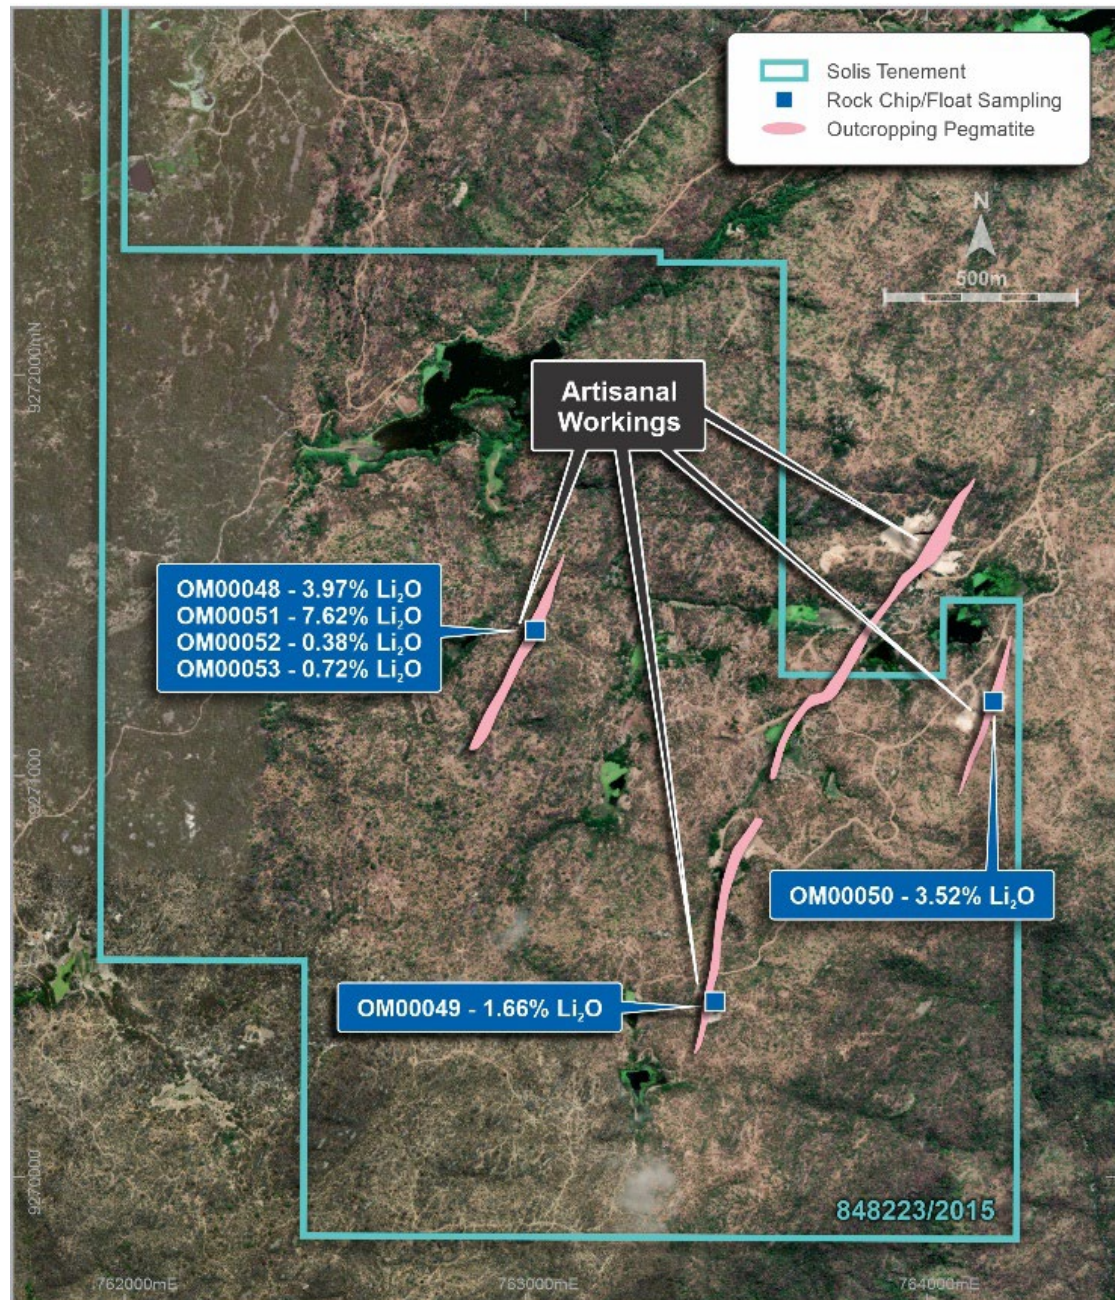 Solis Tenement
Rock Chip/Float Sampling
Outcropping Pegmatite
N
500m
9272000mN
Artisanal
Workings
OM00048 - 3.97% Li₂O
OM00051 - 7.62% Li₂O
OM00052 - 0.38% Li₂O
OM00053 - 0.72% Li₂O
9271000
OM00050 - 3.52% Li₂O
OM00049 - 1.66% Li₂O
9270000
848223/2015
762000mE
763000mE
764000mE